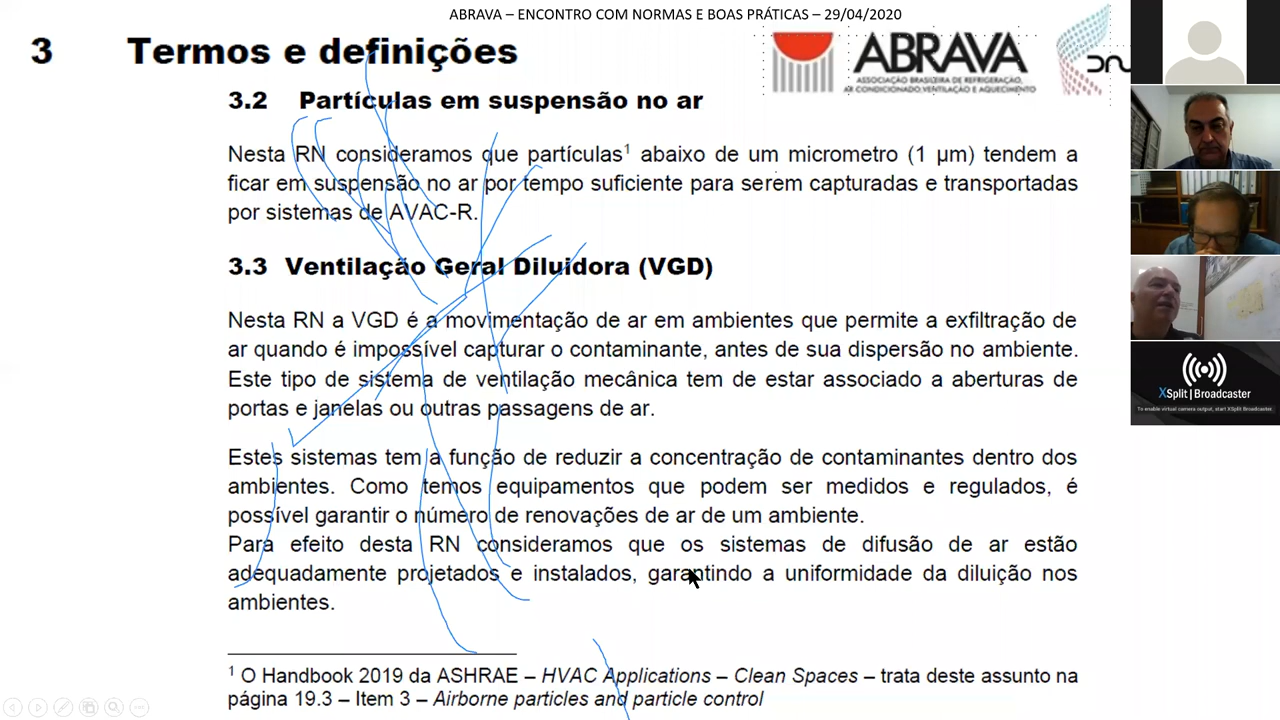 ABRAVA – ENCONTRO COM NORMAS E BOAS PRÁTICAS – 29/04/2020
3 Termos e definições
ABRAVA
ASSOCIAÇÃO BRASILEIRA DE REFRIGERAÇÃO,
AR CONDICIONADO, VENTILAÇÃO E AQUECIMENTO
3.2 Partículas em suspensão no ar
Nesta RN consideramos que partículas¹ abaixo de um micrometro (1 µm) tendem a
ficar em suspensão no ar por tempo suficiente para serem capturadas e transportadas
por sistemas de AVAC-R.
3.3 Ventilação Geral Diluidora (VGD)
Nesta RN a VGD é a movimentação de ar em ambientes que permite a exfiltração de
ar quando é impossível capturar o contaminante, antes de sua dispersão no ambiente.
Este tipo de sistema de ventilação mecânica tem de estar associado a aberturas de
portas e janelas ou outras passagens de ar.
Estes sistemas tem a função de reduzir a concentração de contaminantes dentro dos
ambientes. Como temos equipamentos que podem ser medidos e regulados, é
possível garantir o número de renovações de ar de um ambiente.
Para efeito desta RN consideramos que os sistemas de difusão de ar estão
adequadamente projetados e instalados, garantindo a uniformidade da diluição nos
ambientes.
¹ O Handbook 2019 da ASHRAE – HVAC Applications – Clean Spaces – trata deste assunto na
página 19.3 – Item 3 – Airborne particles and particle control
XSplit | Broadcaster
To enable virtual camera output, start XSplit Broadcaster.